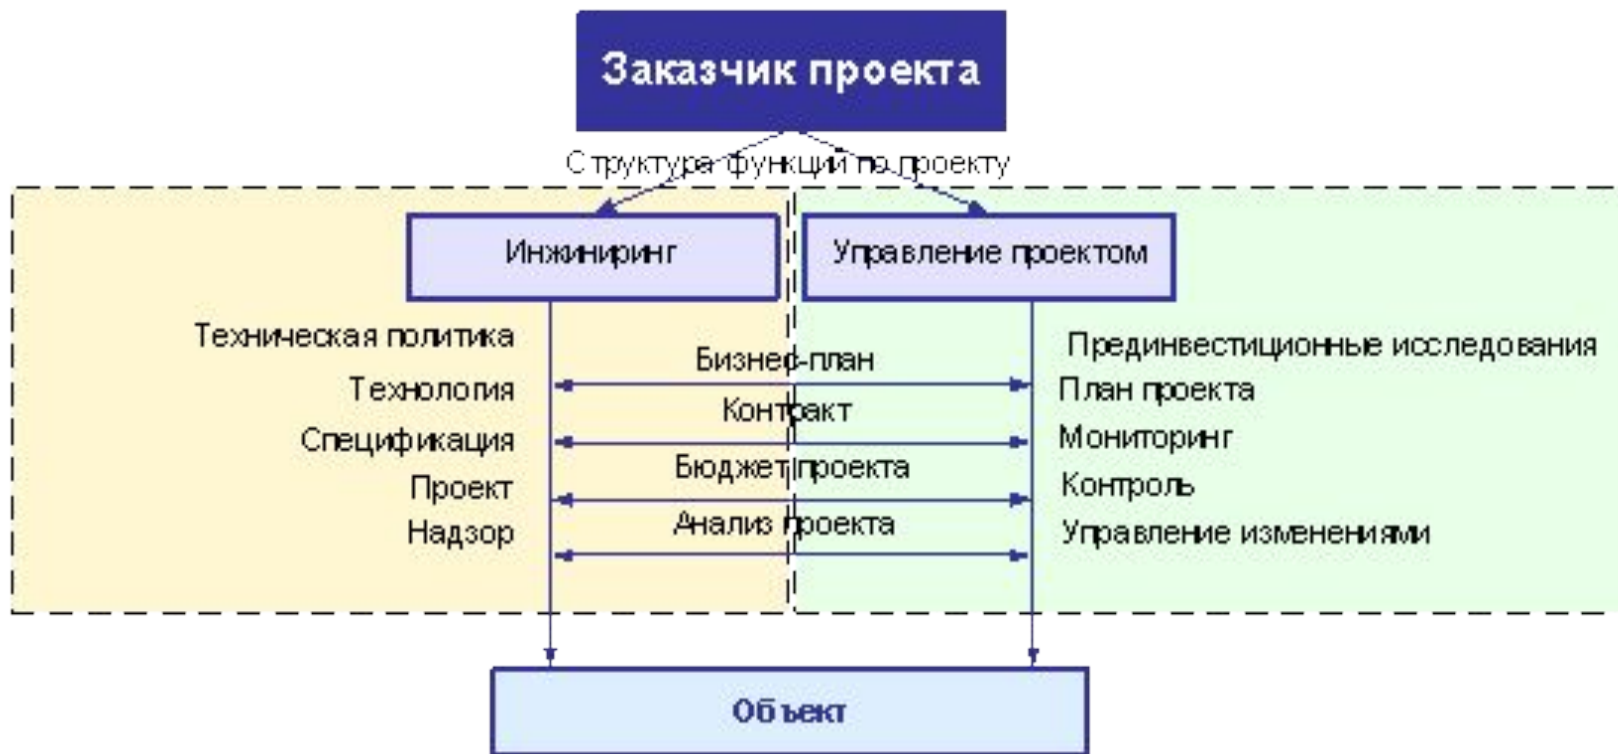 Заказчик проекта
Структура функций по проекту
Инжиниринг
Управление проектом
Техническая политика
Бизнес-план
Прединвестиционные исследования
Технология
План проекта
Контракт
Спецификация
Мониторинг
Бюджет проекта
Проект
Контроль
Анализ проекта
Надзор
Управление изменениями
Объект